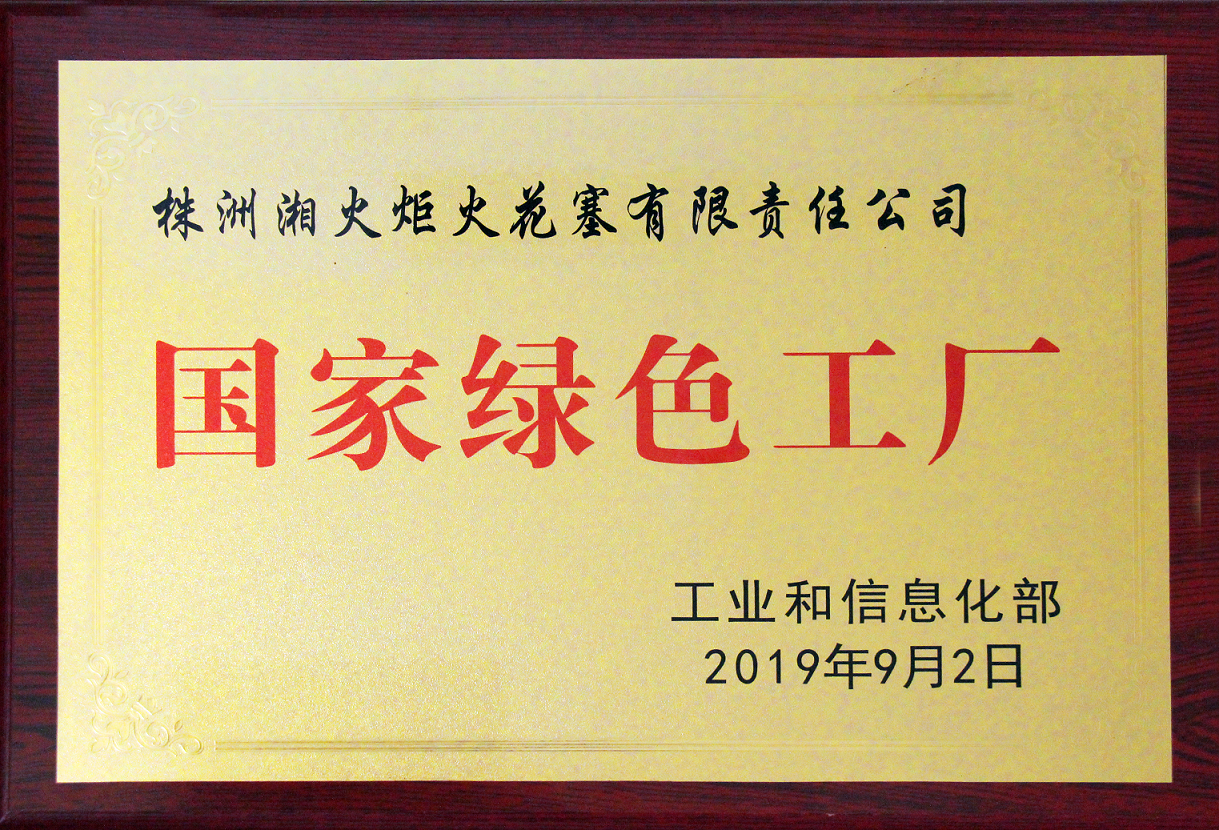 株洲湘火炬火花塞有限责任公司
国家绿色工厂
工业和信息化部
2019年9月2日